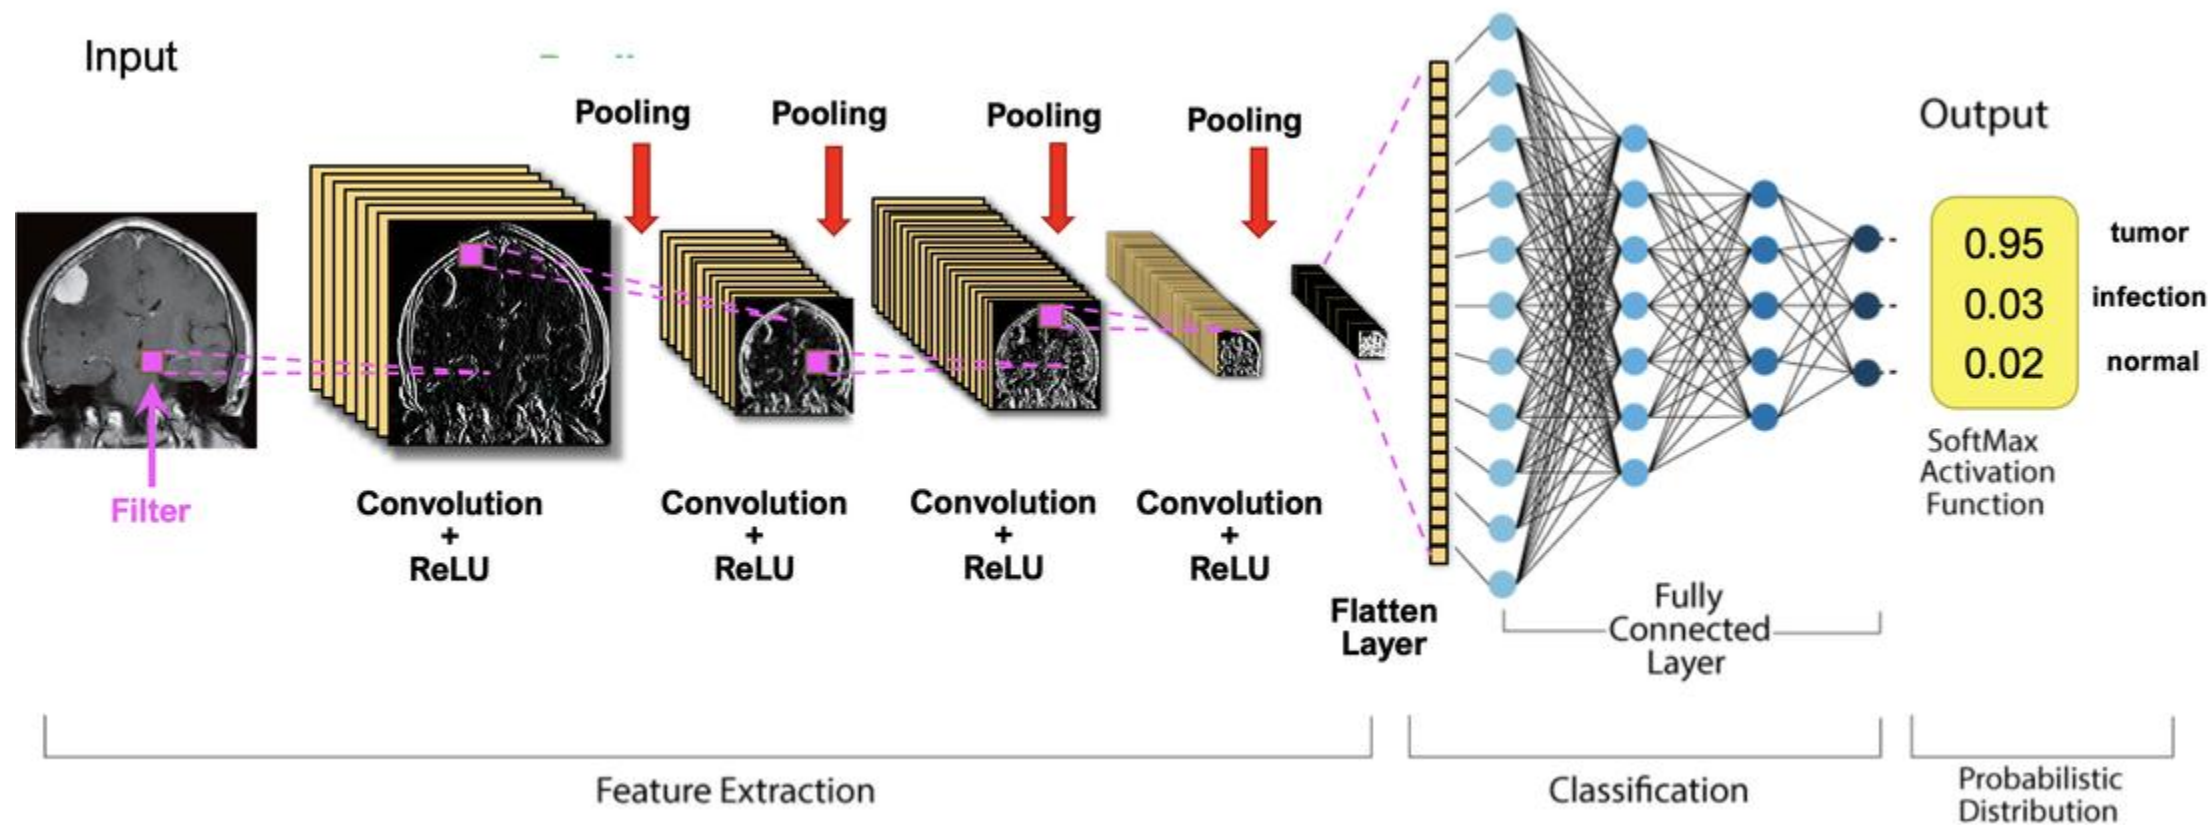 Input
Pooling
Pooling
Pooling
Pooling
Output
0.95
tumor
0.03
infection
0.02
normal
SoftMax
Activation
Function
Filter
Convolution
+
ReLU
Convolution
+
ReLU
Convolution
+
ReLU
Convolution
+
ReLU
Flatten
Layer
Fully
Connected
Layer
Feature Extraction
Classification
Probabilistic
Distribution